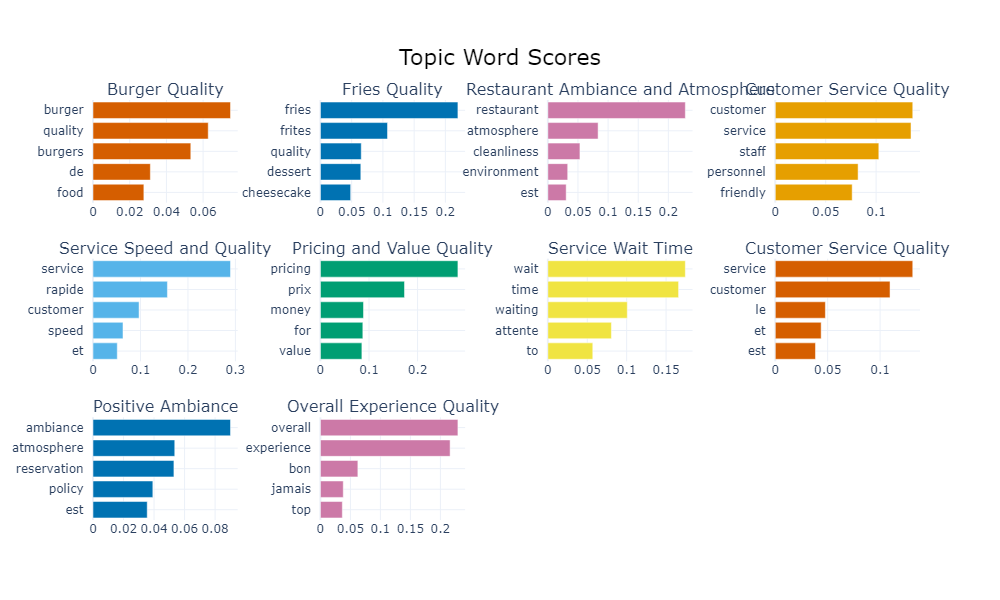 Topic Word Scores
Burger Quality
burger
quality
burgers
de
food
0 0.02 0.04 0.06
Fries Quality
fries
frites
quality
dessert
cheesecake
0 0.05 0.1 0.15 0.2
Restaurant Ambiance and Atmosphere
restaurant
atmosphere
cleanliness
environment
est
0 0.05 0.1 0.15 0.2
Customer Service Quality
customer
service
staff
personnel
friendly
0 0.05 0.1
Service Speed and Quality
service
rapide
customer
speed
et
0 0.1 0.2 0.3
Pricing and Value Quality
pricing
prix
money
for
value
0 0.1 0.2
Service Wait Time
wait
time
waiting
attente
to
0 0.05 0.1 0.15
Customer Service Quality
service
customer
le
et
est
0 0.05 0.1
Positive Ambiance
ambiance
atmosphere
reservation
policy
est
0 0.02 0.04 0.06 0.08
Overall Experience Quality
overall
experience
bon
jamais
top
0 0.05 0.1 0.15 0.2